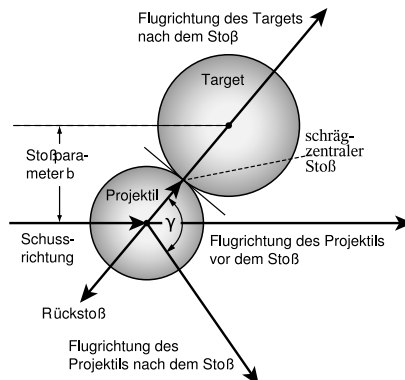 Flugrichtung des Targets
nach dem Stoß
Target
schräg-
zentraler
Stoß
Stoßpara-
meter b
Projektil
γ
Schuss-
richtung
Flugrichtung des Projektils
vor dem Stoß
Rückstoß
Flugrichtung des
Projektils nach dem Stoß